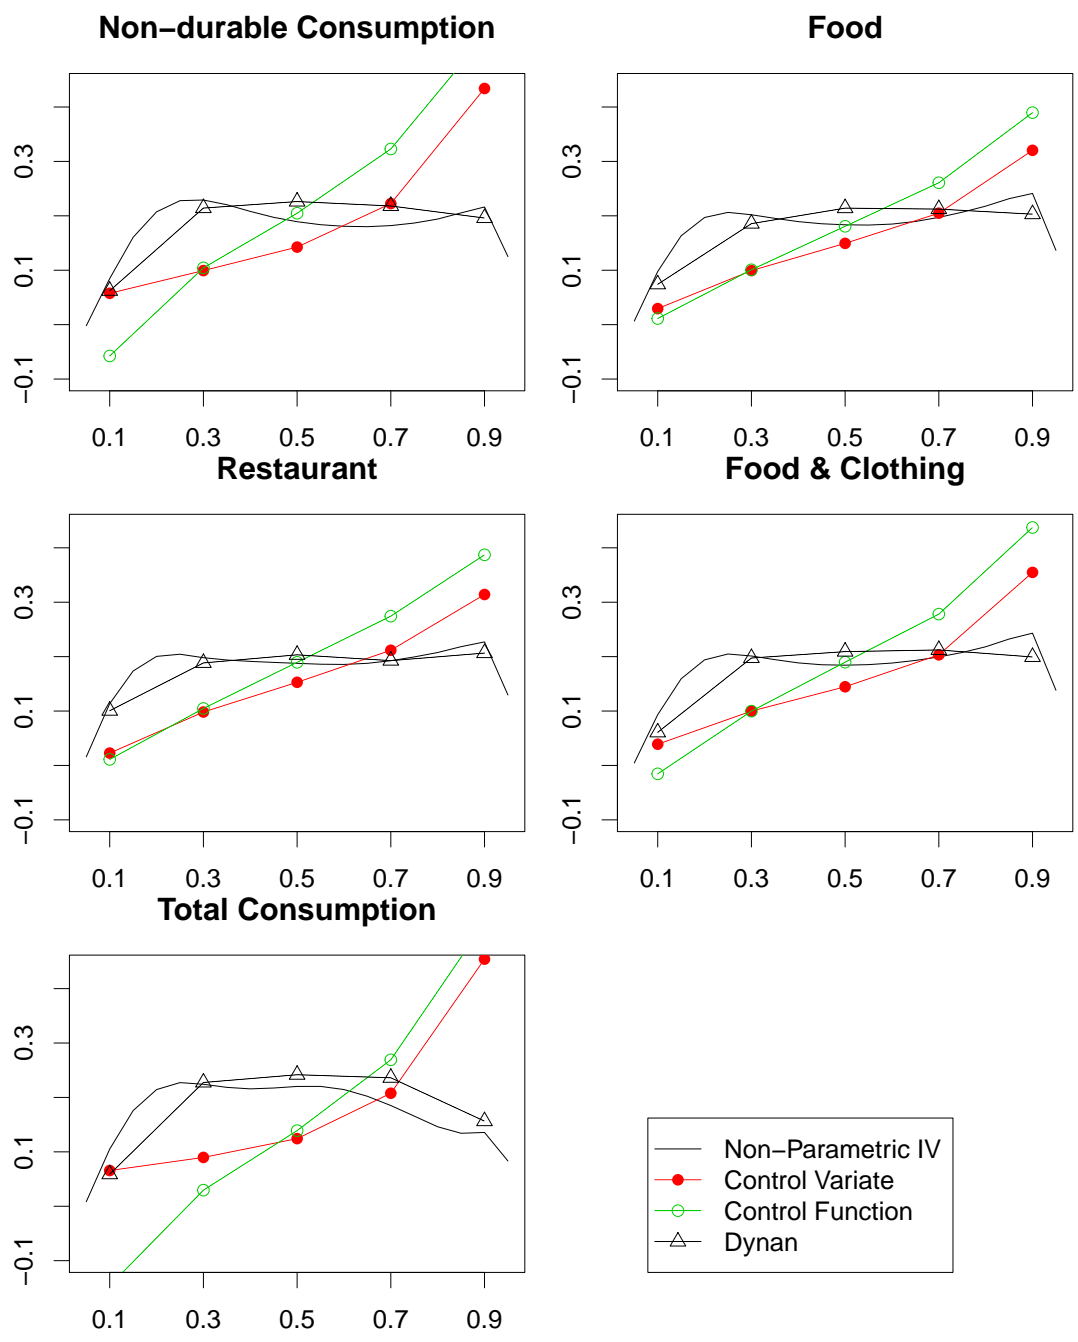 Non−durable Consumption
0.3
0.1
−0.1
0.1 0.3 0.5 0.7 0.9
Food
0.3
0.1
−0.1
0.1 0.3 0.5 0.7 0.9
Restaurant
0.3
0.1
−0.1
0.1 0.3 0.5 0.7 0.9
Food & Clothing
0.3
0.1
−0.1
0.1 0.3 0.5 0.7 0.9
Total Consumption
0.3
0.1
−0.1
0.1 0.3 0.5 0.7 0.9
Non−Parametric IV
Control Variate
Control Function
Dynan